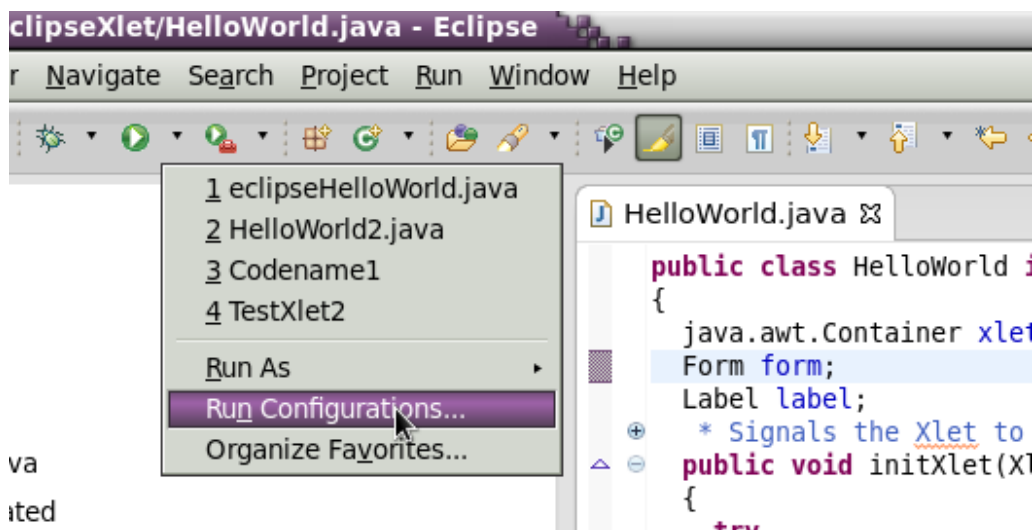 clipseXlet/HelloWorld.java - Eclipse
r Navigate Search Project Run Window Help
1 eclipseHelloWorld.java
2 HelloWorld2.java
3 Codename1
4 TestXlet2
Run As
Run Configurations...
Organize Favorites...
va
ated
HelloWorld.java
public class HelloWorld i
{
java.awt.Container xlet
Form form;
Label label;
* Signals the Xlet to
public void initXlet(Xl
{
try